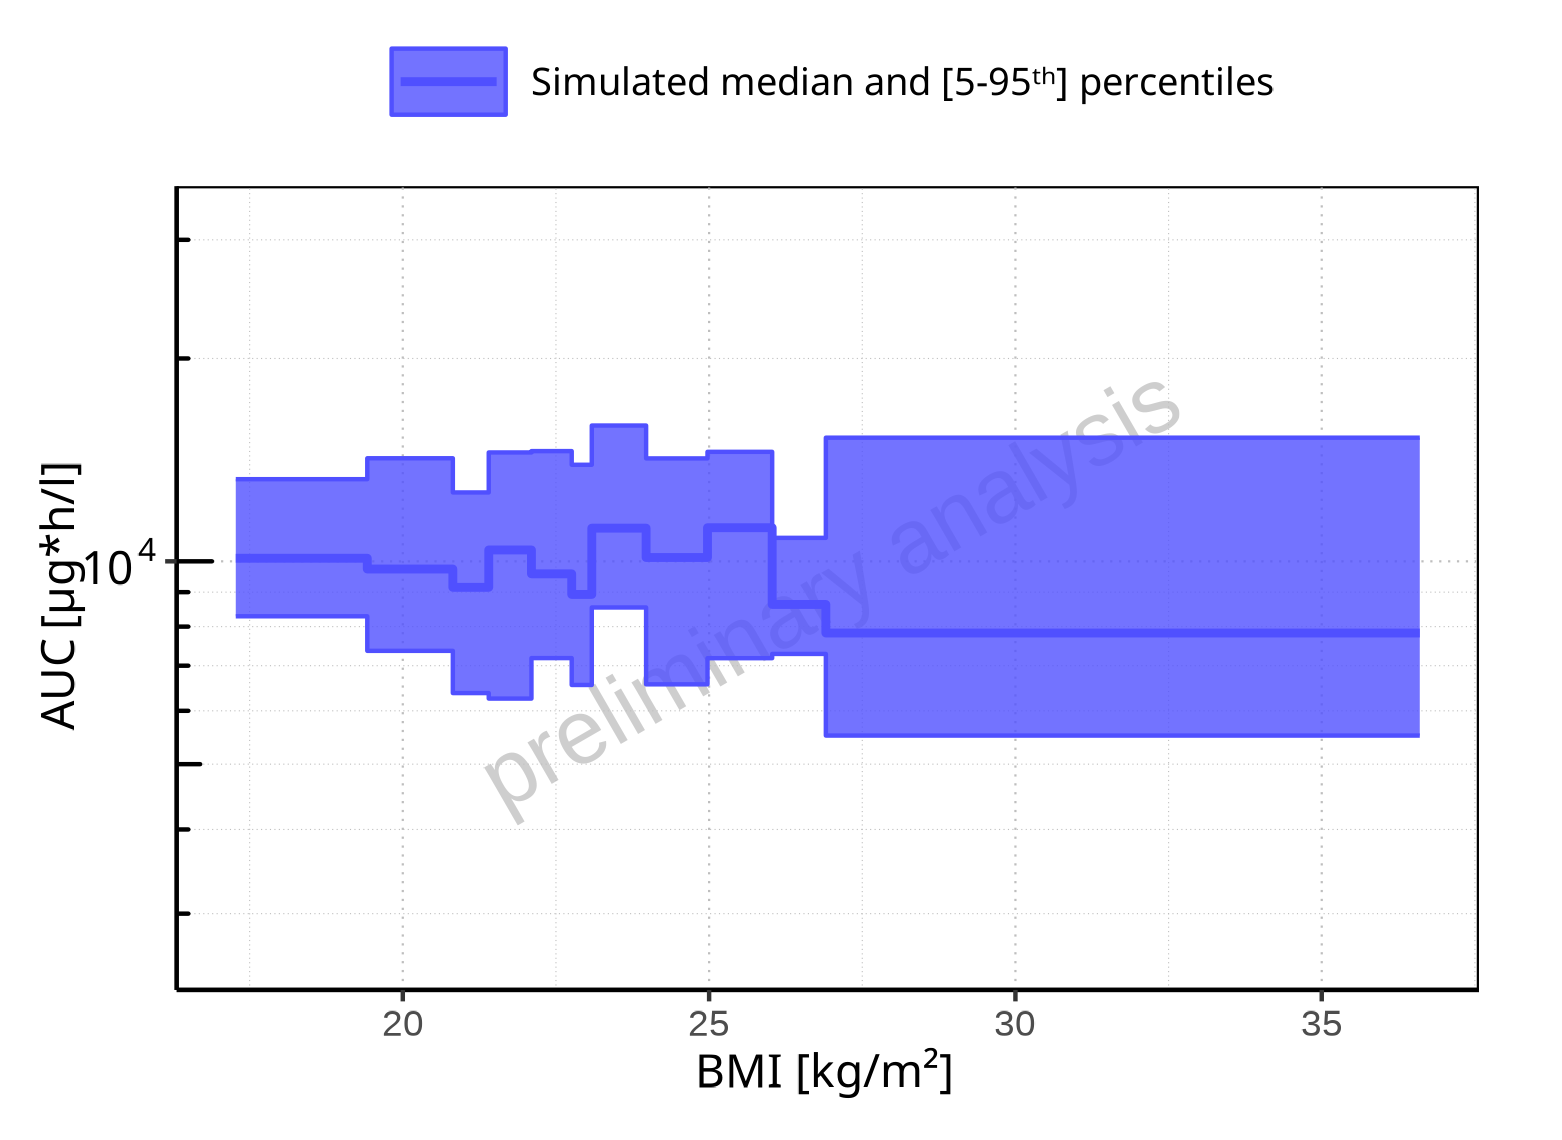 Simulated median and [5-95ᵗʰ] percentiles
AUC [µg*h/l]
10⁴
preliminary analysis
20 25 30 35
BMI [kg/m²]